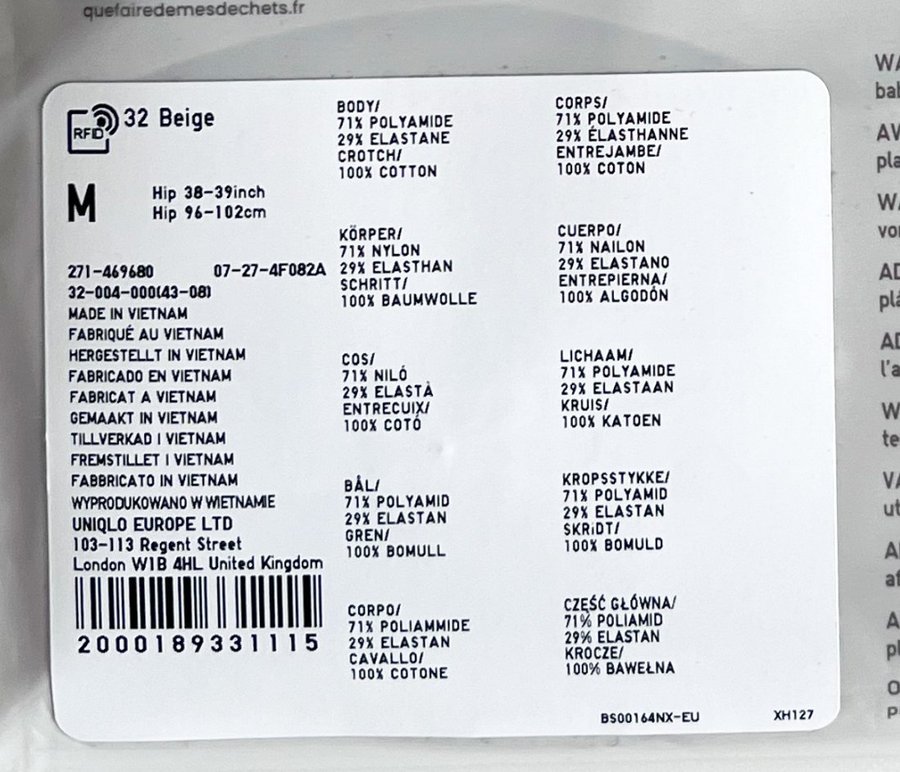 quefairedemesdechets.fr
RFID
32 Beige
M
Hip 38-39inch
Hip 96-102cm
271-469680 07-27-4F082A
32-004-000(43-08)
MADE IN VIETNAM
FABRIQUÉ AU VIETNAM
HERGESTELLT IN VIETNAM
FABRICADO EN VIETNAM
FABRICAT A VIETNAM
GEMAAKT IN VIETNAM
TILLVERKAD I VIETNAM
FREMSTILLET I VIETNAM
FABBRICATO IN VIETNAM
WYPRODUKOWANO W WIETNAMIE
UNIQLO EUROPE LTD
103-113 Regent Street
London W1B 4HL United Kingdom
2000189331115
BODY/
71% POLYAMIDE
29% ELASTANE
CROTCH/
100% COTTON
KÖRPER/
71% NYLON
29% ELASTHAN
SCHRITT/
100% BAUMWOLLE
COS/
71% NILÓ
29% ELASTÀ
ENTRECUIX/
100% COTÓ
BÅL/
71% POLYAMID
29% ELASTAN
GREN/
100% BOMULL
CORPO/
71% POLIAMMIDE
29% ELASTAN
CAVALLO/
100% COTONE
CORPS/
71% POLYAMIDE
29% ÉLASTHANNE
ENTREJAMBE/
100% COTON
CUERPO/
71% NAILON
29% ELASTANO
ENTREPIERNA/
100% ALGODÓN
LICHAAM/
71% POLYAMIDE
29% ELASTAAN
KRUIS/
100% KATOEN
KROPSSTYKKE/
71% POLYAMID
29% ELASTAN
SKRIDT/
100% BOMULD
CZĘŚĆ GŁÓWNA/
71% POLIAMID
29% ELASTAN
KROCZE/
100% BAWEŁNA
BS00164NX-EU
XH127